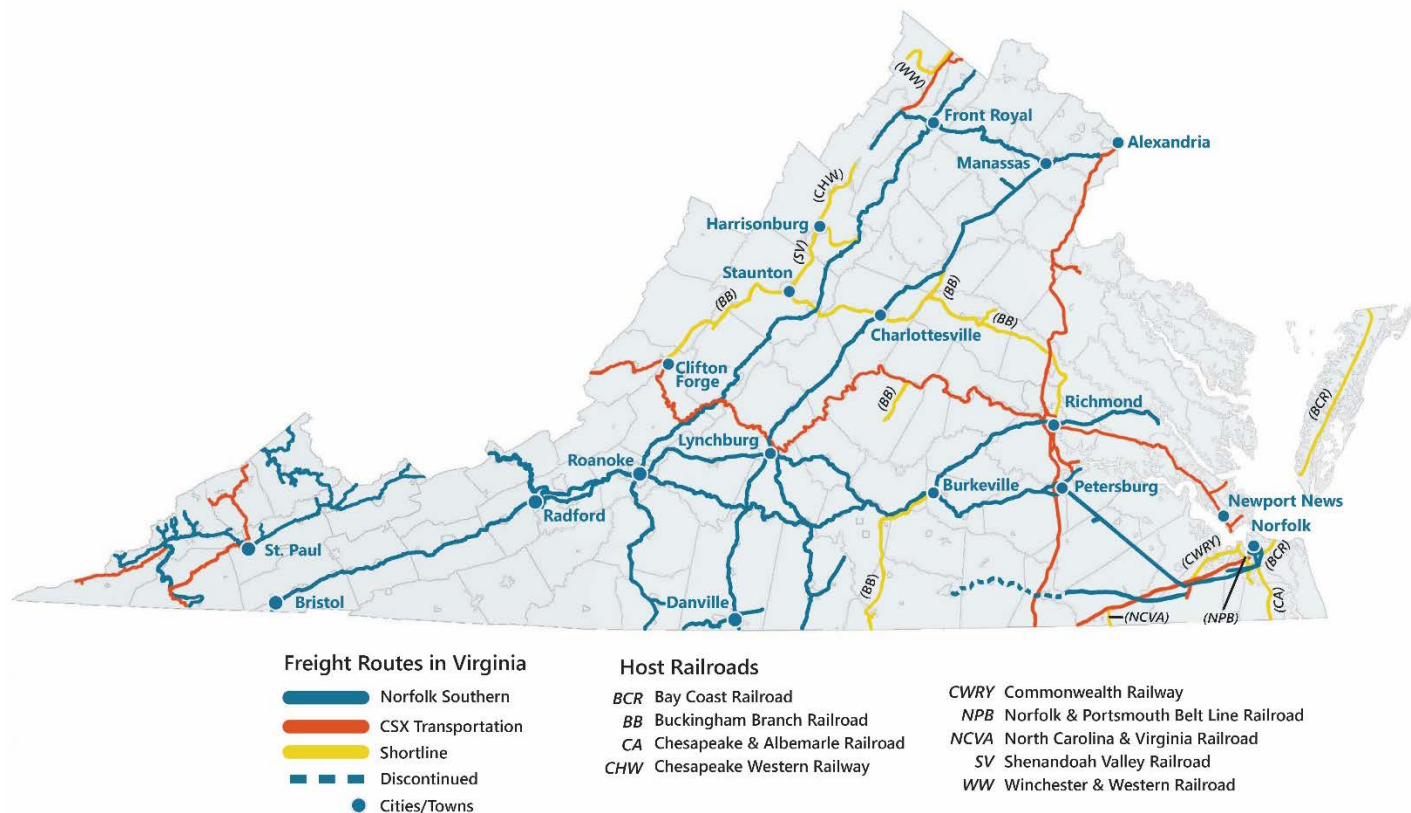 (WW)
Front Royal
Alexandria
Manassas
(CHW)
Harrisonburg
(SV)
Staunton
(BB)
(BB)
(BB)
Charlottesville
Clifton
Forge
(BB)
Richmond
(BCR)
Lynchburg
Roanoke
Burkeville
Petersburg
Radford
Newport News
Norfolk
St. Paul
(CWRY)
(BCR)
(BB)
Bristol
Danville
(NCVA)
(NPB)
(CA)
Freight Routes in Virginia
Norfolk Southern
CSX Transportation
Shortline
Discontinued
Cities/Towns
Host Railroads
BCR Bay Coast Railroad
BB Buckingham Branch Railroad
CA Chesapeake & Albemarle Railroad
CHW Chesapeake Western Railway
CWRY Commonwealth Railway
NPB Norfolk & Portsmouth Belt Line Railroad
NCVA North Carolina & Virginia Railroad
SV Shenandoah Valley Railroad
WW Winchester & Western Railroad